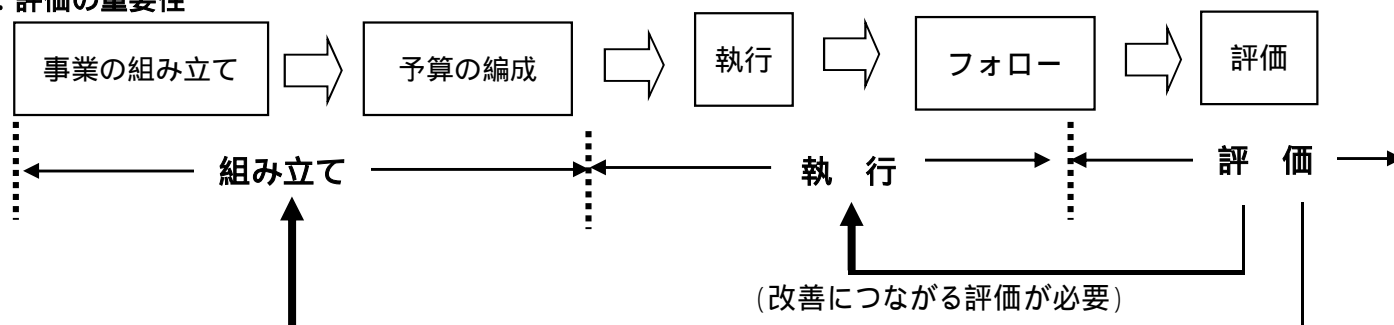 . 評価の重要性
事業の組み立て
予算の編成
執行
フォロー
評価
組み立て
執 行
評 価
(改善につながる評価が必要)